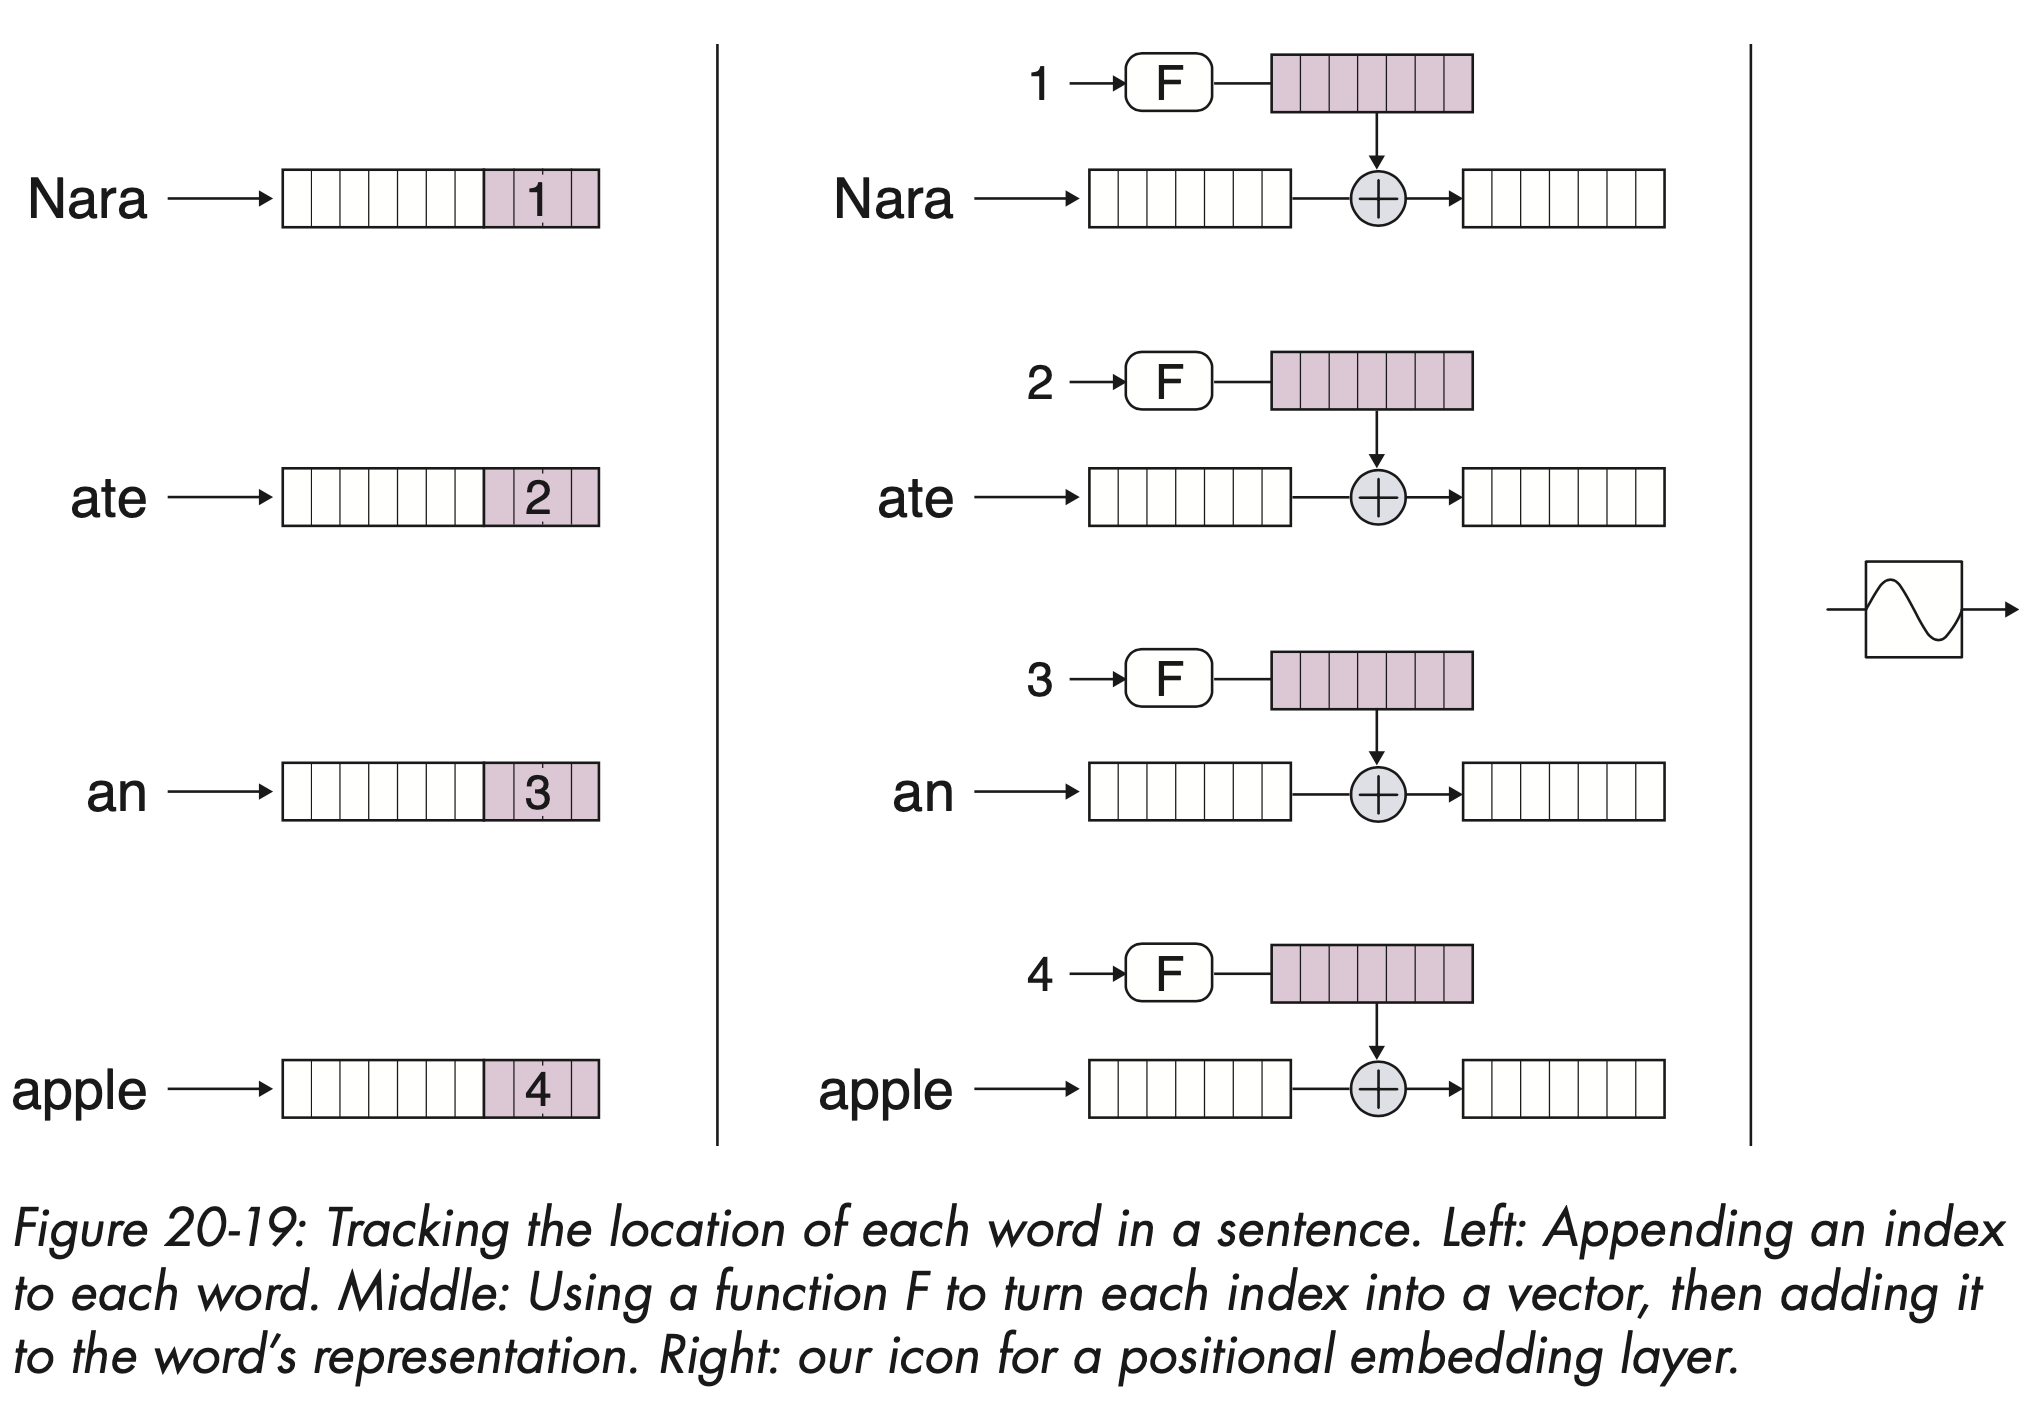 Nara
1
ate
2
an
3
apple
4
1
F
Nara
2
F
ate
3
F
an
4
F
apple
Figure 20-19: Tracking the location of each word in a sentence. Left: Appending an index
to each word. Middle: Using a function F to turn each index into a vector, then adding it
to the word’s representation. Right: our icon for a positional embedding layer.